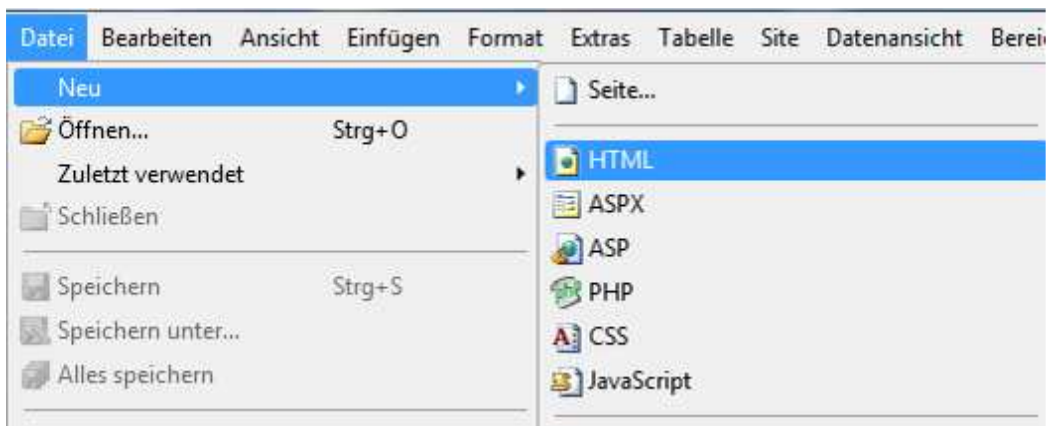 Datei Bearbeiten Ansicht Einfügen Format Extras Tabelle Site Datenansicht
Neu
Öffnen... Strg+O
Zuletzt verwendet
Schließen
Speichern Strg+S
Speichern unter...
Alles speichern
Seite...
HTML
ASPX
ASP
PHP
CSS
JavaScript